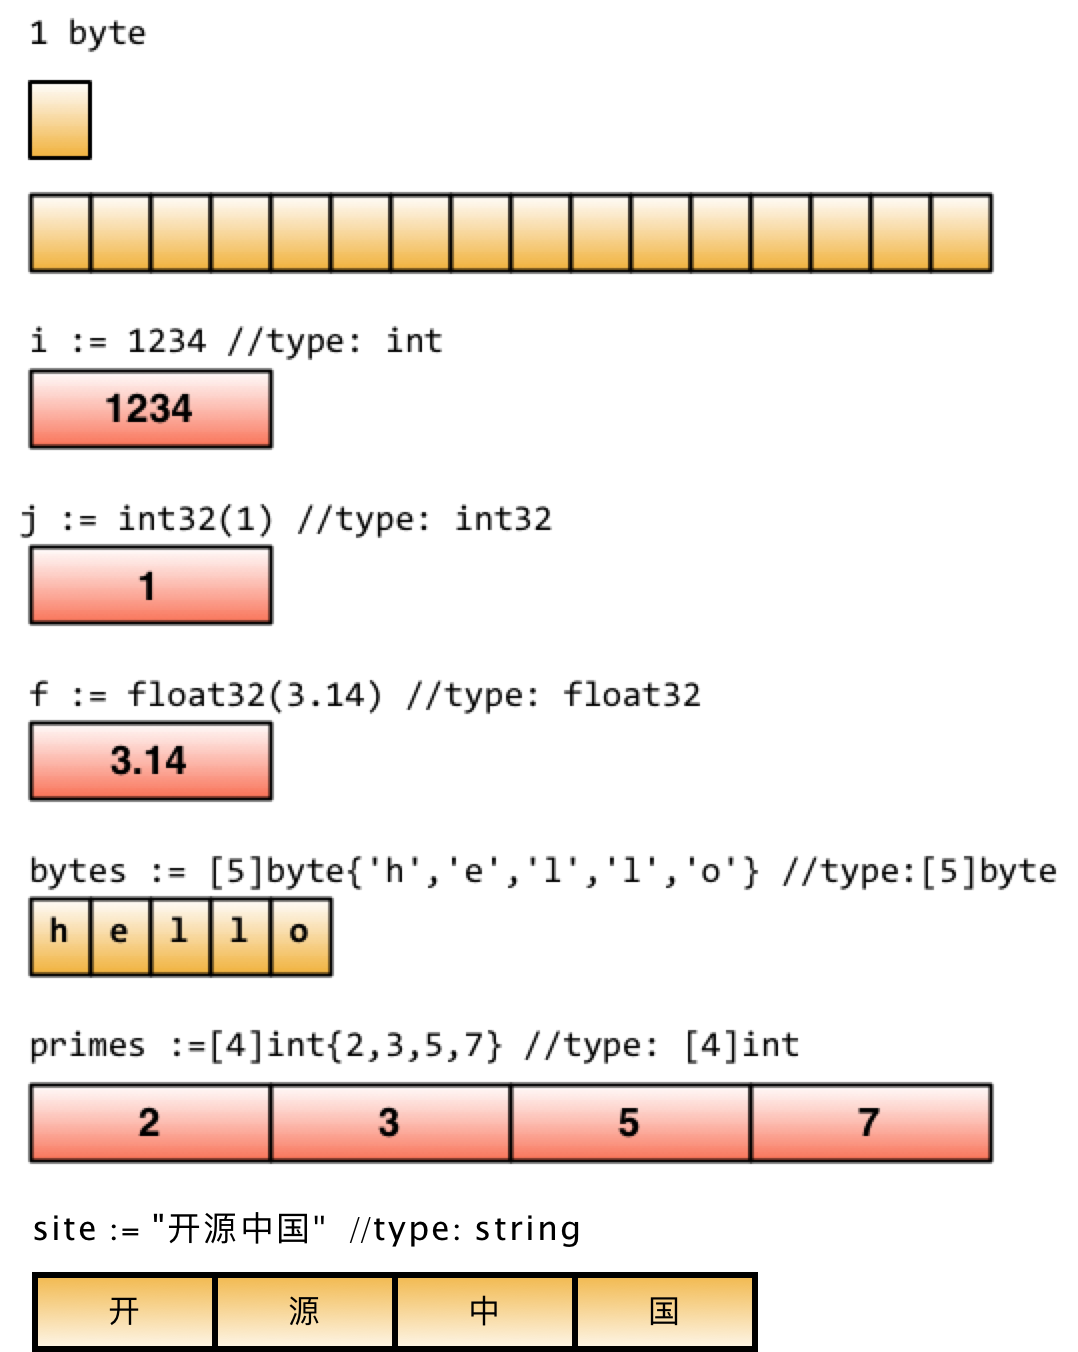 1 byte
i := 1234 //type: int
1234
j := int32(1) //type: int32
1
f := float32(3.14) //type: float32
3.14
bytes := [5]byte{'h','e','l','l','o'} //type:[5]byte
h e l l o
primes :=[4]int{2,3,5,7} //type: [4]int
2 3 5 7
site := "开源中国" //type: string
开 源 中 国